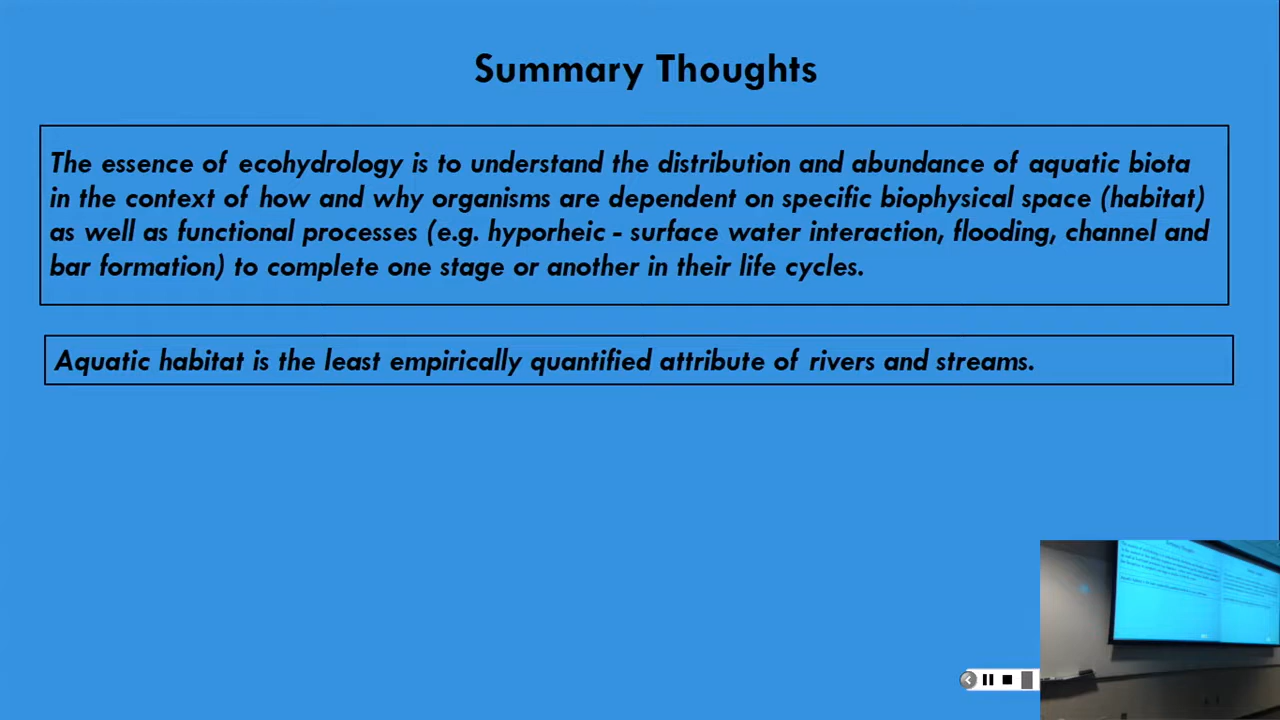 Summary Thoughts
The essence of ecohydrology is to understand the distribution and abundance of aquatic biota
in the context of how and why organisms are dependent on specific biophysical space (habitat)
as well as functional processes (e.g. hyporheic - surface water interaction, flooding, channel and
bar formation) to complete one stage or another in their life cycles.
Aquatic habitat is the least empirically quantified attribute of rivers and streams.